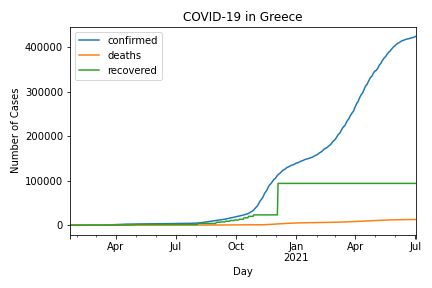 COVID-19 in Greece
confirmed
deaths
recovered
Number of Cases
400000
300000
200000
100000
0
Apr
Jul
Oct
Jan
2021
Apr
Jul
Day